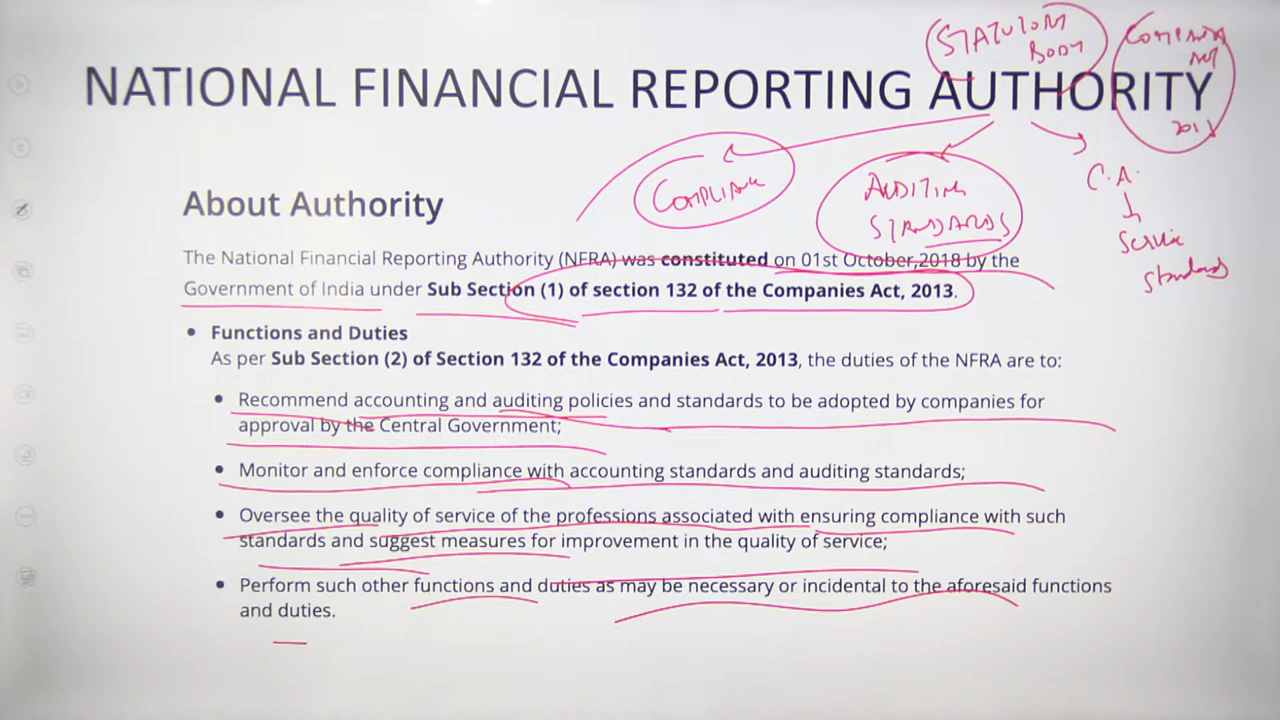 STATUTORY
BODY
COMPANY
ACT
NATIONAL FINANCIAL REPORTING AUTHORITY
COMPLIANCE
AUDITING
STANDARDS
C.A.
Service
Standards
About Authority
The National Financial Reporting Authority (NFRA) was constituted on 01st October,2018 by the
Government of India under Sub Section (1) of section 132 of the Companies Act, 2013.
• Functions and Duties
As per Sub Section (2) of Section 132 of the Companies Act, 2013, the duties of the NFRA are to:
• Recommend accounting and auditing policies and standards to be adopted by companies for
approval by the Central Government;
• Monitor and enforce compliance with accounting standards and auditing standards;
• Oversee the quality of service of the professions associated with ensuring compliance with such
standards and suggest measures for improvement in the quality of service;
• Perform such other functions and duties as may be necessary or incidental to the aforesaid functions
and duties.